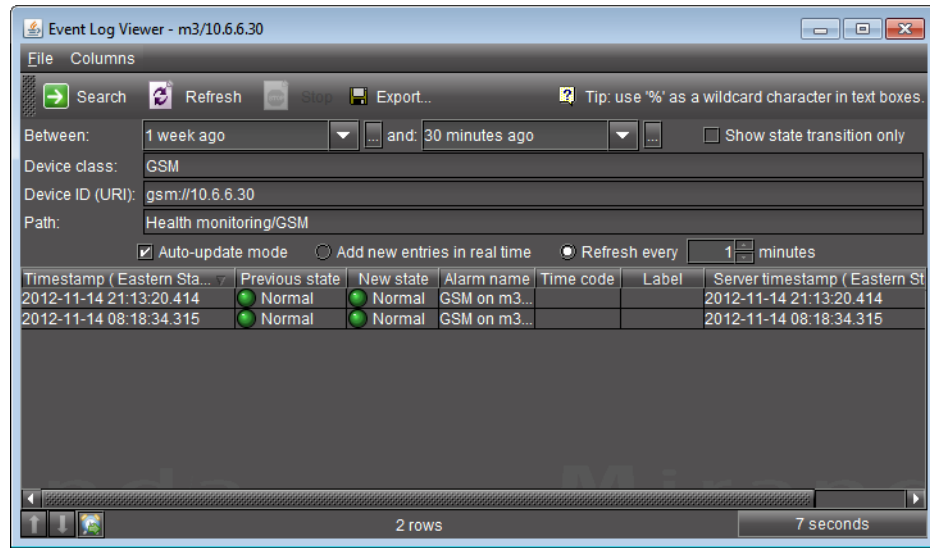 Event Log Viewer - m3/10.6.6.30
File Columns
Search Refresh Stop Export... Tip: use '%' as a wildcard character in text boxes.
Between: 1 week ago ... and: 30 minutes ago ... Show state transition only
Device class: GSM
Device ID (URI): gsm://10.6.6.30
Path: Health monitoring/GSM
Auto-update mode Add new entries in real time Refresh every 1 minutes
Timestamp ( Eastern Sta... Previous state New state Alarm name Time code Label Server timestamp ( Eastern St
2012-11-14 21:13:20.414 Normal Normal GSM on m3... 2012-11-14 21:13:20.414
2012-11-14 08:18:34.315 Normal Normal GSM on m3... 2012-11-14 08:18:34.315
2 rows 7 seconds